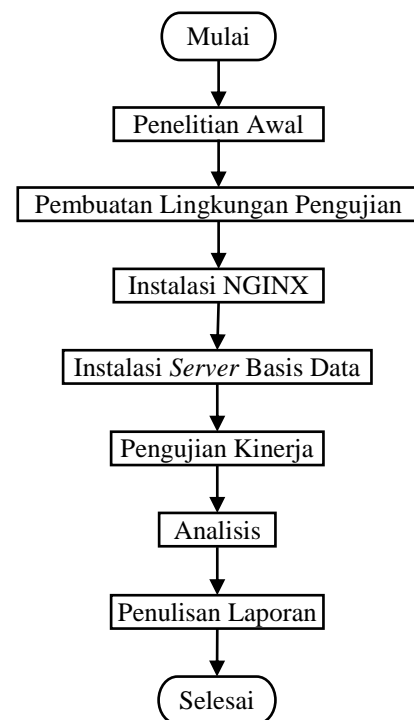 Mulai
Penelitian Awal
Pembuatan Lingkungan Pengujian
Instalasi NGINX
Instalasi Server Basis Data
Pengujian Kinerja
Analisis
Penulisan Laporan
Selesai